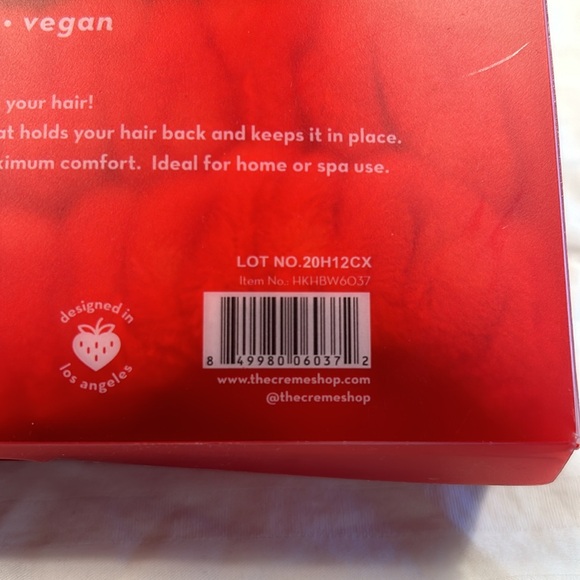 • vegan
your hair!
at holds your hair back and keeps it in place.
ximum comfort. Ideal for home or spa use.
LOT NO.20H12CX
Item No.: HKHBW6037
8 49980 06037 2
designed in
los angeles
www.thecremeshop.com
@thecremeshop